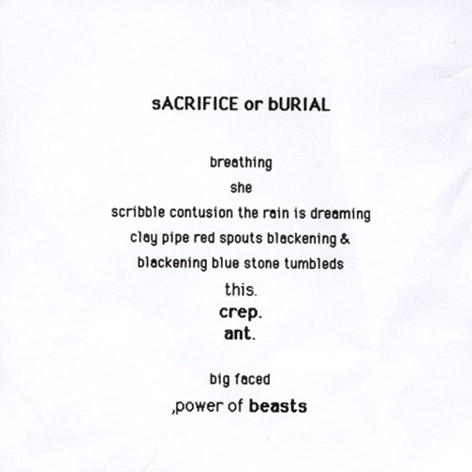 sACRIFICE or bURIAL
breathing
she
scribble contusion the rain is dreaming
clay pipe red spouts blackening &
blackening blue stone tumbleds
this.
crep.
ant.
big faced
,power of beasts